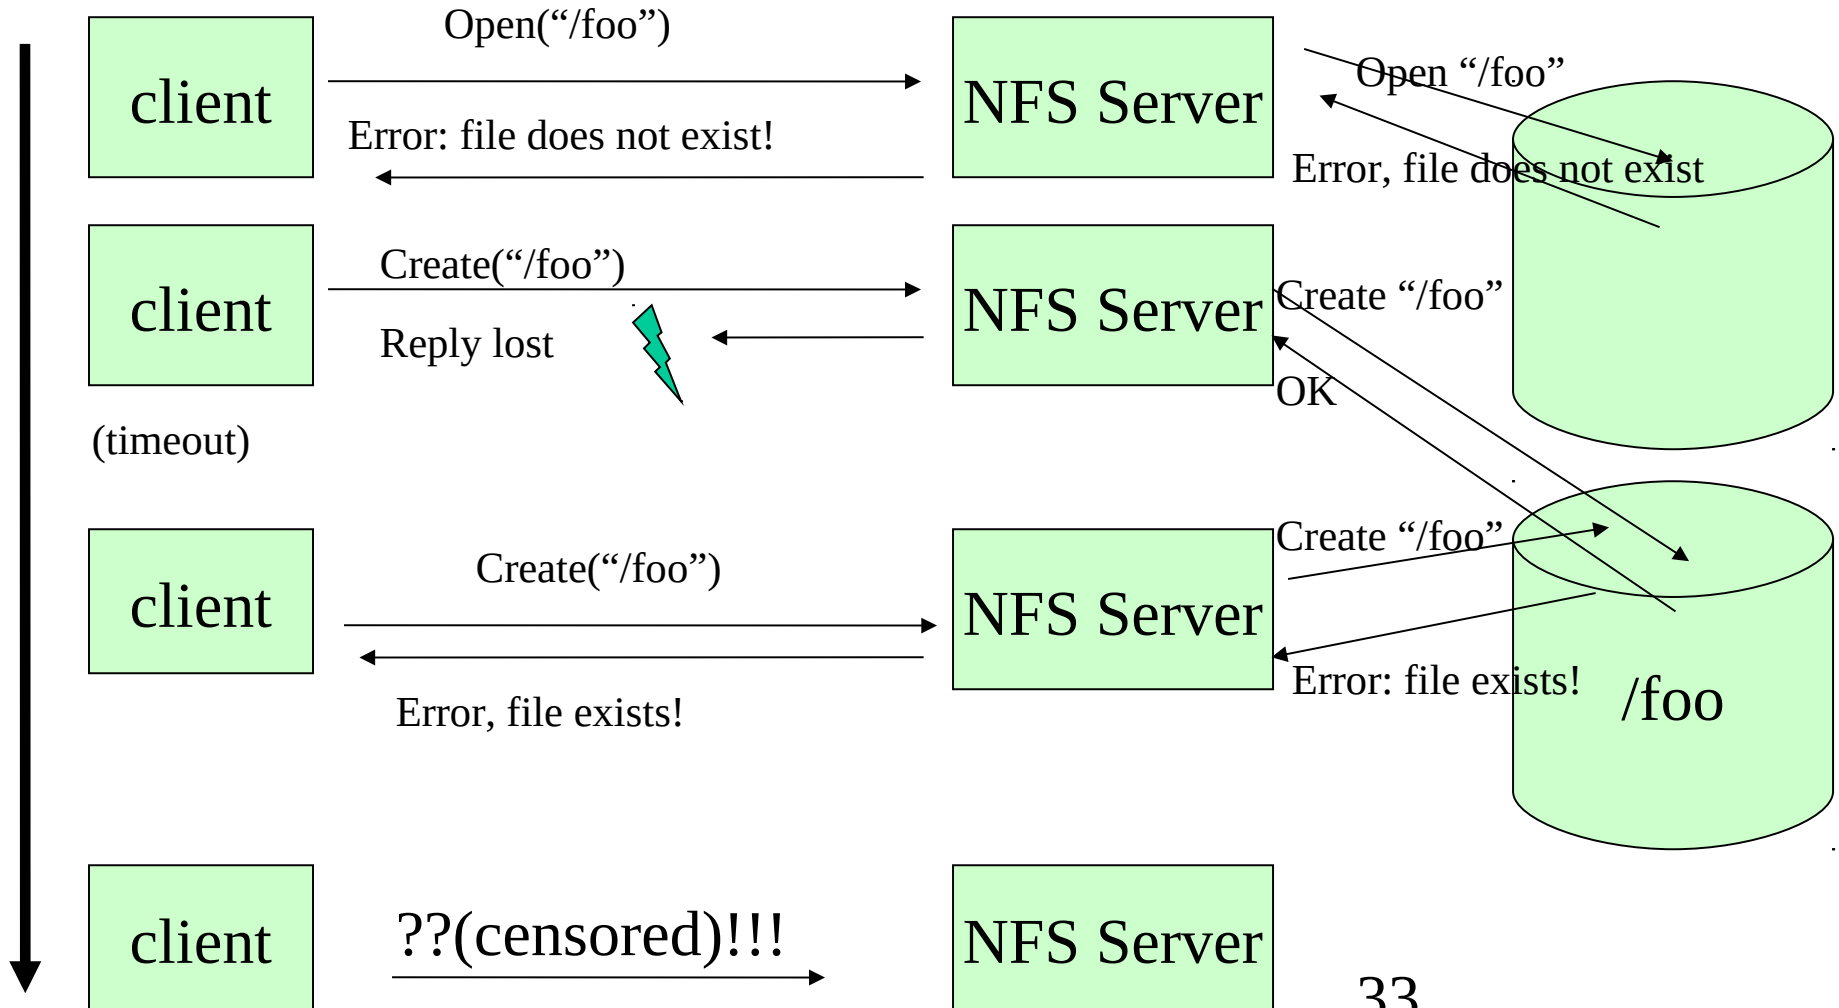 Open(“/foo”)
client
NFS Server
Open “/foo”
Error: file does not exist!
Error, file does not exist
Create(“/foo”)
client
NFS Server
Create “/foo”
Reply lost
OK
(timeout)
Create “/foo”
Create(“/foo”)
client
NFS Server
Error: file exists!
/foo
Error, file exists!
client
??(censored)!!!
NFS Server
33